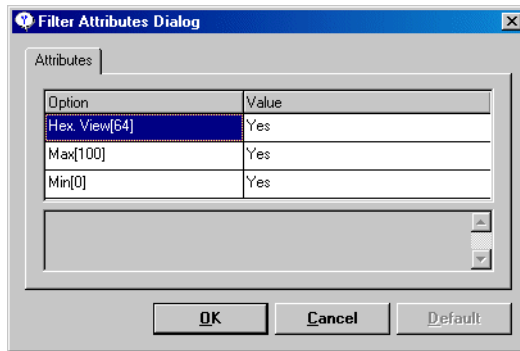 Filter Attributes Dialog
Attributes
Option Value
Hex. View[64] Yes
Max[100] Yes
Min[0] Yes
OK Cancel Default